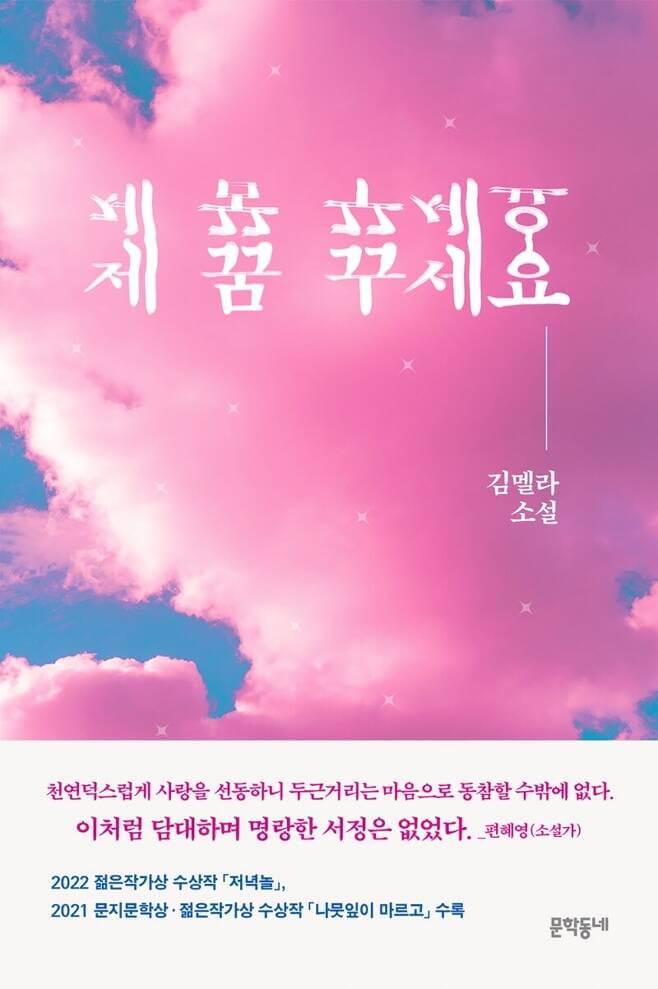 제 꿈 꾸세요
김멜라
소설
천연덕스럽게 사랑을 선동하니 두근거리는 마음으로 동참할 수밖에 없다.
이처럼 담대하며 명랑한 서정은 없었다. _편혜영(소설가)
2022 젊은작가상 수상작 「저녁놀」,
2021 문지문학상 · 젊은작가상 수상작 「나뭇잎이 마르고」 수록
문학동네